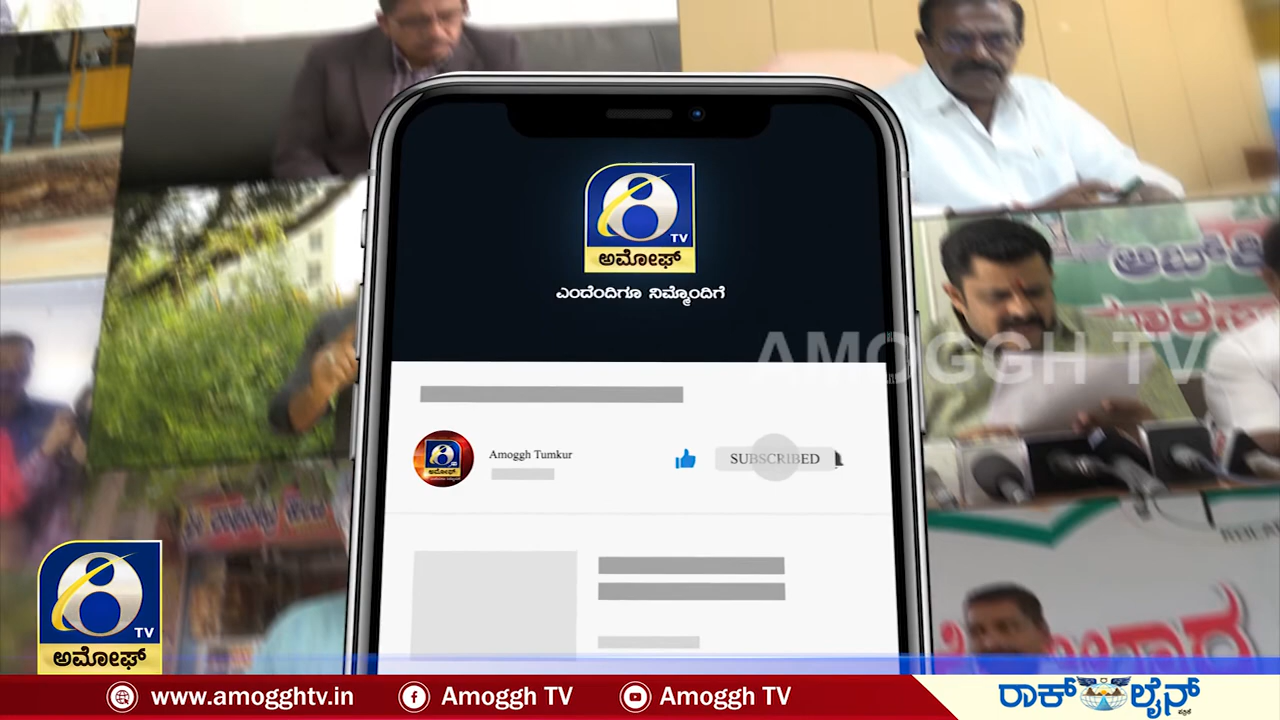 TV
ಅಮೋಘ್
ಎಂದೆಂದಿಗೂ ನಿಮ್ಮೊಂದಿಗೆ
AMOGGH TV
Amoggh Tumkur
SUBSCRIBED
TV
ಅಮೋಘ್
www.amogghtv.in
Amoggh TV
Amoggh TV
ರಾಕ್ ಲೈನ್